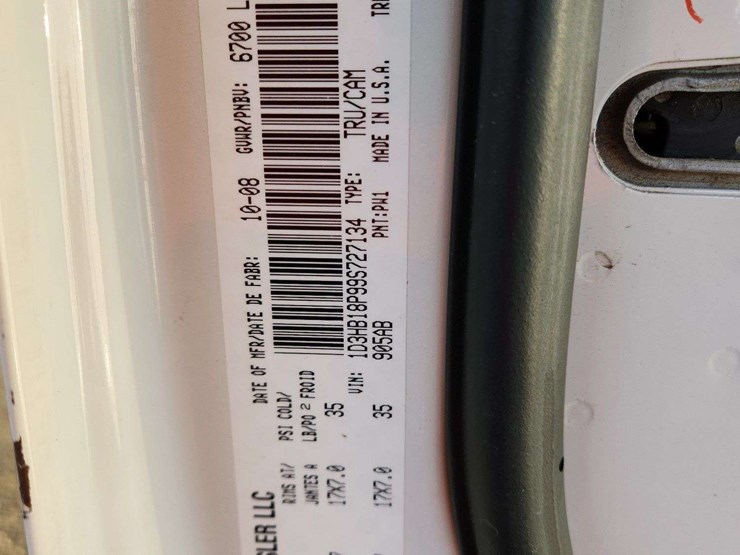 SLER LLC
DATE OF MFR/DATE DE FABR: 10-08 GVWR/PNBV: 6700 L
RIMS AT/ PSI COLD/
JANTES A LB/PO 2 FROID
17X7.0 35
VIN: 1D3HB18P99S727134 TYPE: TRU/CAM
17X7.0 35 905AB PNT:PW1 MADE IN U.S.A. TR